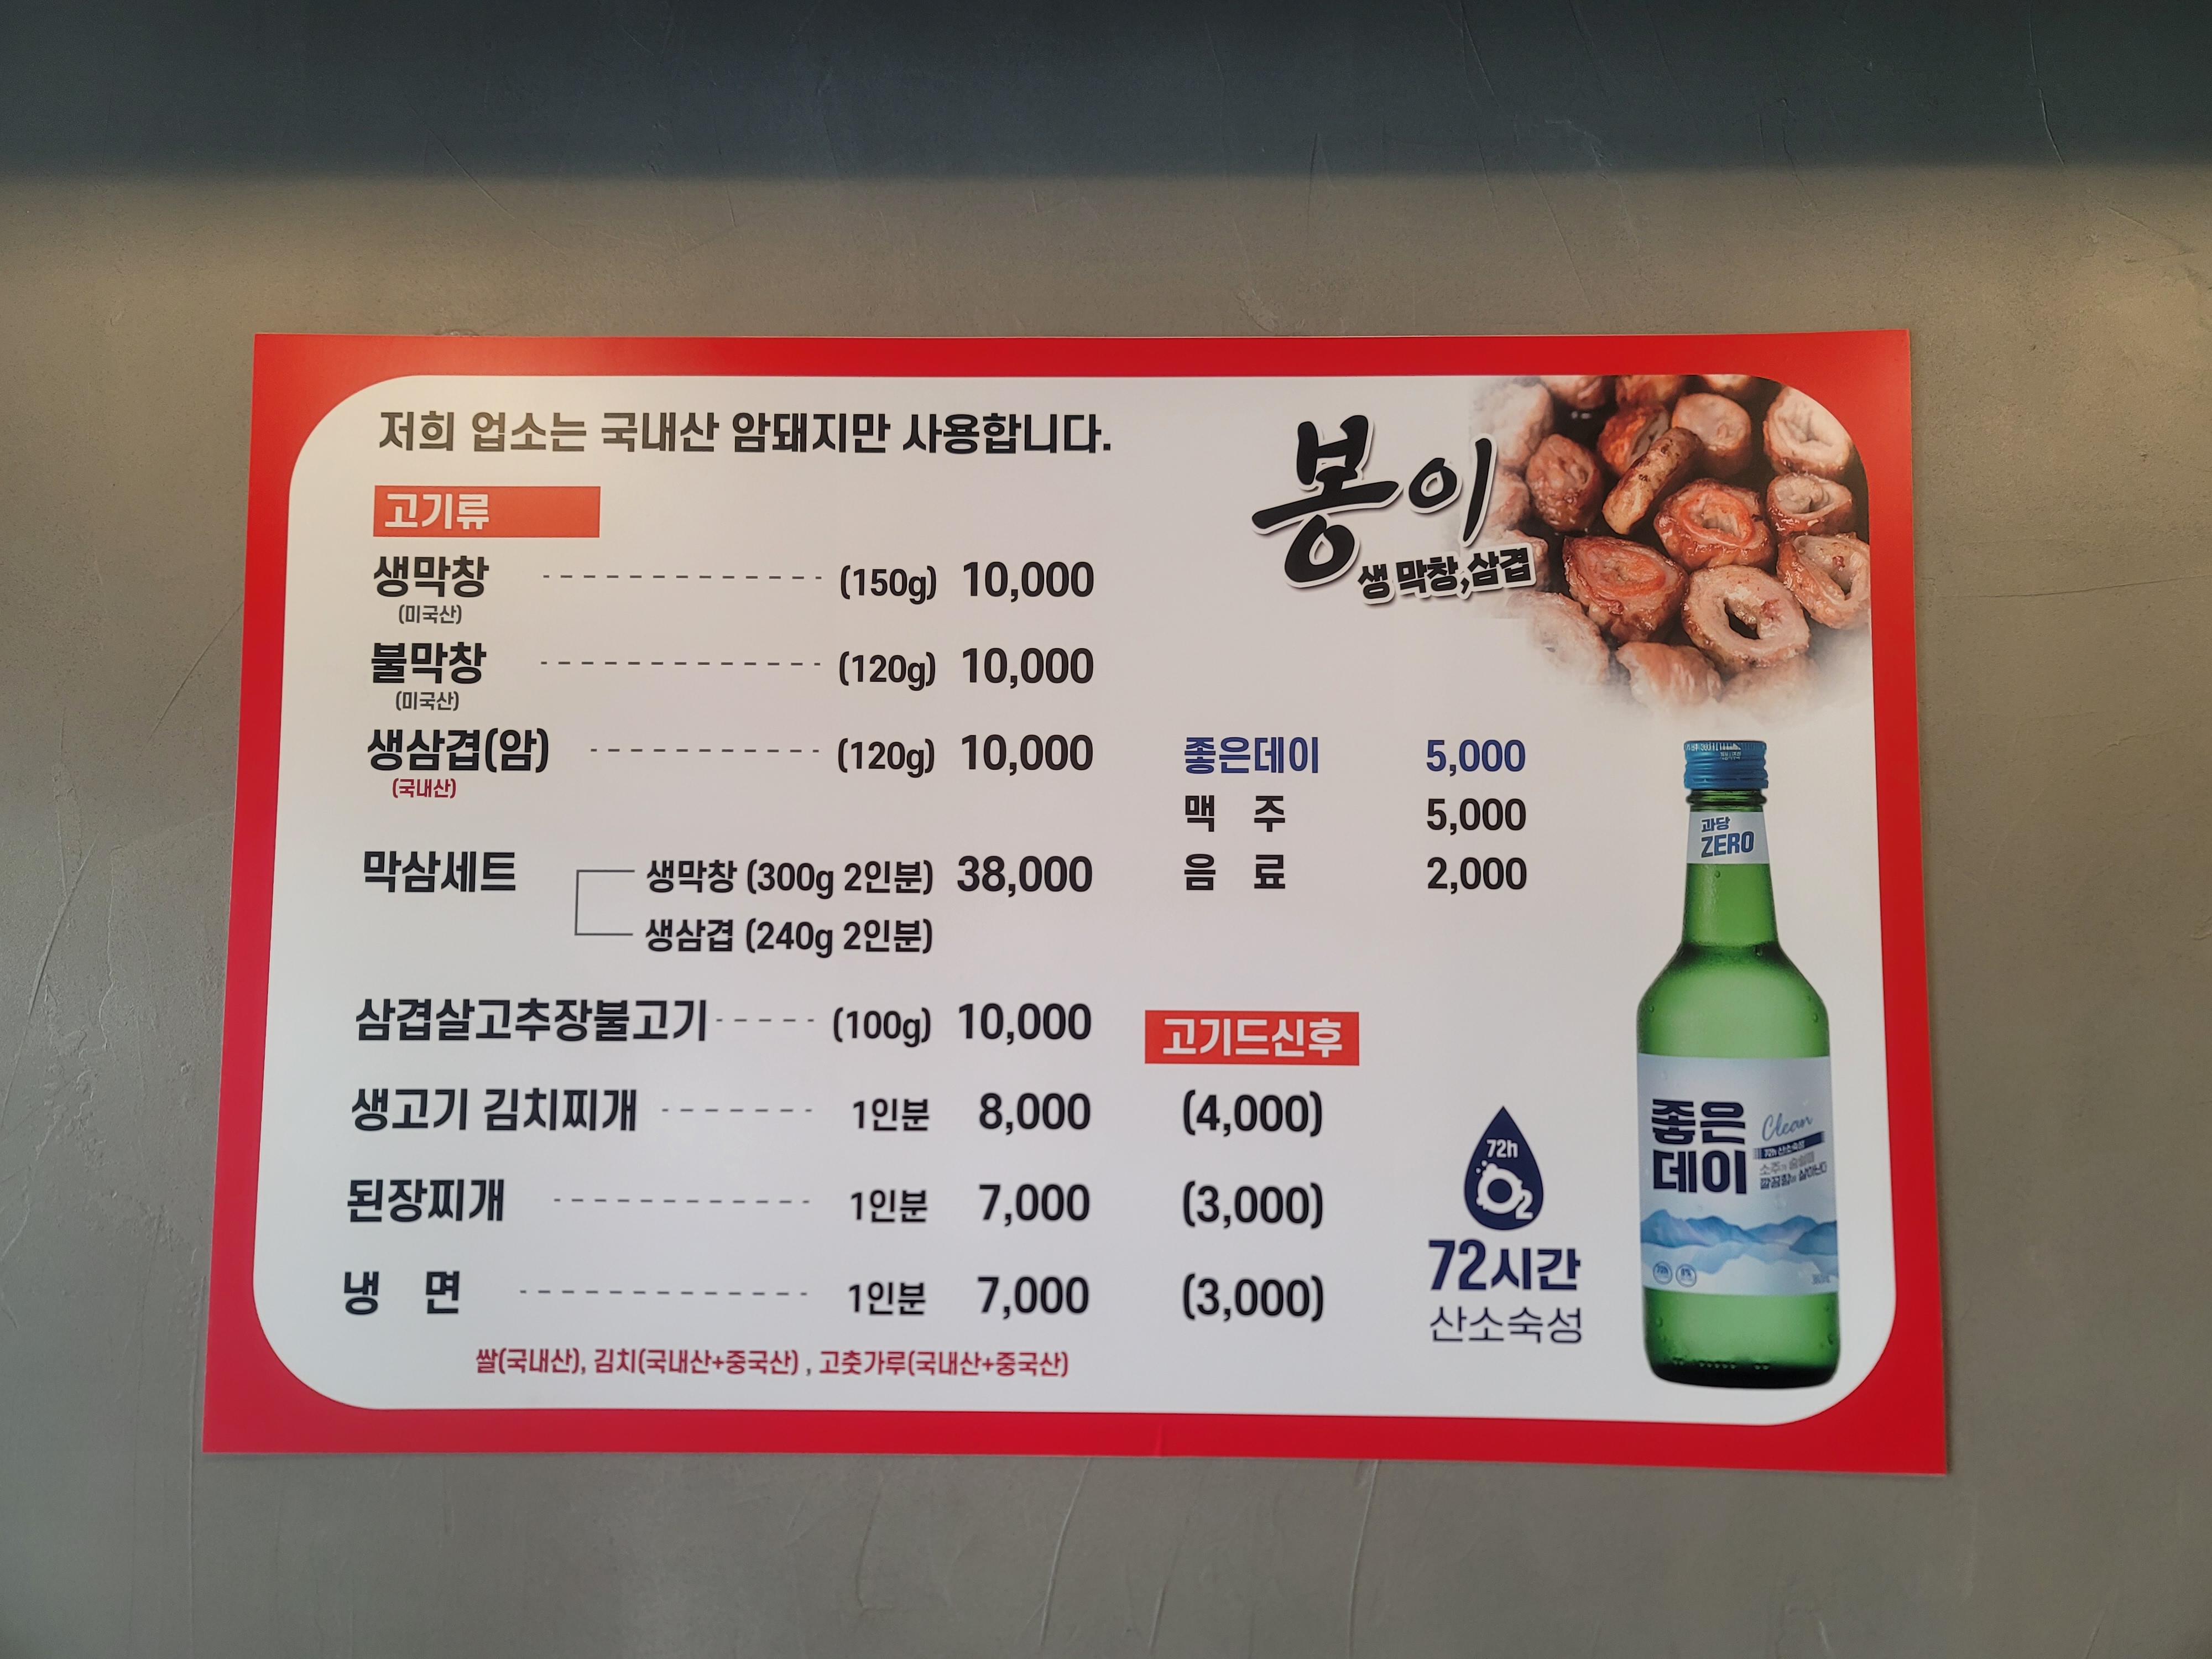 저희 업소는 국내산 암돼지만 사용합니다.
고기류
생막창 (150g) 10,000
(미국산)
불막창 (120g) 10,000
(미국산)
생삼겹(암) (120g) 10,000
(국내산)
막삼세트 생막창 (300g 2인분) 38,000
생삼겹 (240g 2인분)
삼겹살고추장불고기 (100g) 10,000
고기드신후
생고기 김치찌개 1인분 8,000 (4,000)
된장찌개 1인분 7,000 (3,000)
냉 면 1인분 7,000 (3,000)
쌀(국내산), 김치(국내산+중국산) , 고춧가루(국내산+중국산)
봉이
생 막창,삼겹
좋은데이 5,000
맥 주 5,000
음 료 2,000
72h
O2
72시간
산소숙성
과당
ZERO
좋은
데이
Clean
72h 산소숙성